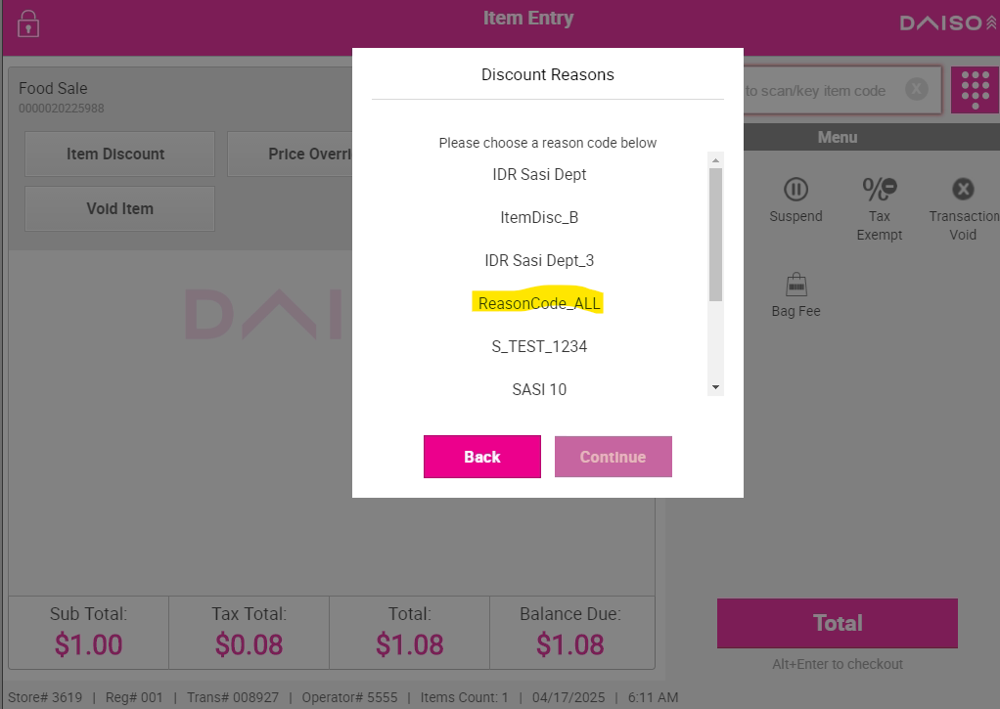 Item Entry
DAISO
Food Sale
0000020225988
Item Discount
Price Overri
Void Item
to scan/key item code
Menu
Suspend
Tax Exempt
Transaction Void
Bag Fee
DAIS
Discount Reasons
Please choose a reason code below
IDR Sasi Dept
ItemDisc_B
IDR Sasi Dept_3
ReasonCode_ALL
S_TEST_1234
SASI 10
Back
Continue
Sub Total:
$1.00
Tax Total:
$0.08
Total:
$1.08
Balance Due:
$1.08
Total
Alt+Enter to checkout
Store# 3619 | Reg# 001 | Trans# 008927 | Operator# 5555 | Items Count: 1 | 04/17/2025 | 6:11 AM